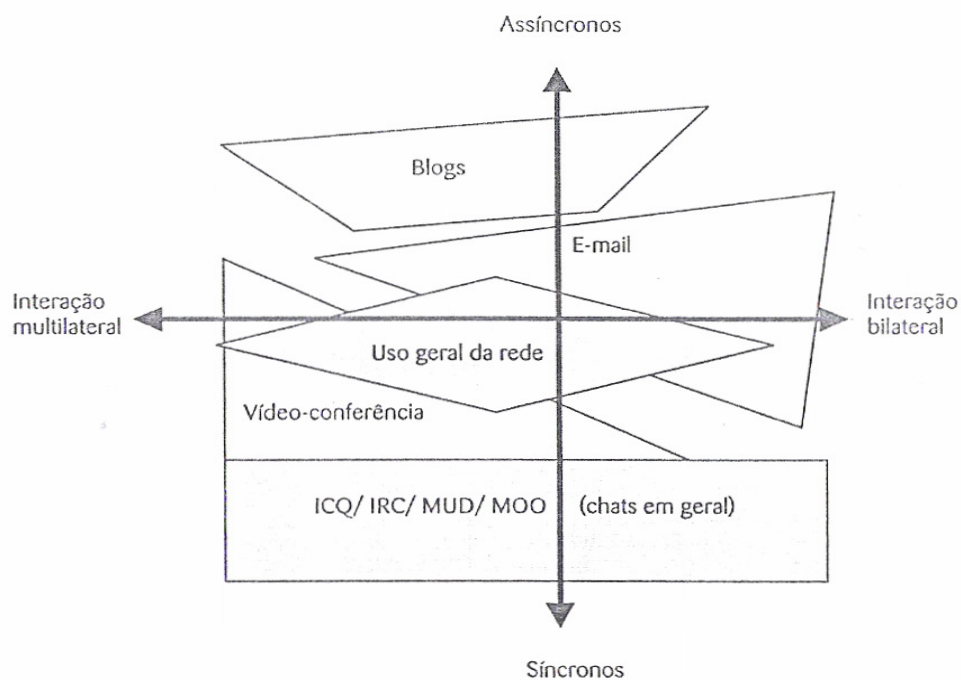 Assíncronos
Blogs
E-mail
Interação
multilateral
Interação
bilateral
Uso geral da rede
Vídeo-conferência
ICQ/ IRC/ MUD/ MOO (chats em geral)
Síncronos